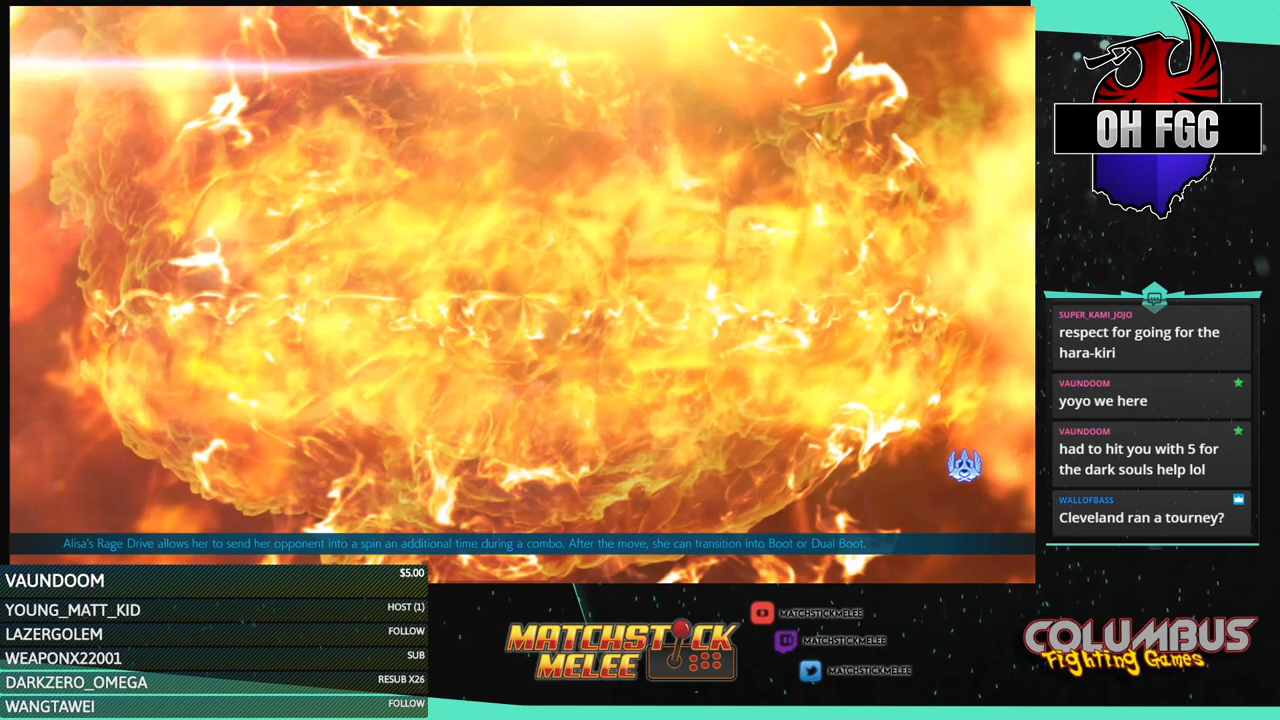 OH FGC
SUPER_KAMI_JOJO
respect for going for the
hara-kiri
VAUNDOOM
yoyo we here
VAUNDOOM
had to hit you with 5 for
the dark souls help lol
WALLOFBASS
Cleveland ran a tourney?
Alisa's Rage Drive allows her to send her opponent into a spin an additional time during a combo. After the move, she can transition into Boot or Dual Boot.
VAUNDOOM $5.00
YOUNG_MATT_KID HOST (1)
LAZERGOLEM FOLLOW
WEAPONX22001 SUB
DARKZERO_OMEGA RESUB X26
WANGTAWEI FOLLOW
MATCHSTICK
MELEE
MATCHSTICKMELEE
MATCHSTICKMELEE
MATCHSTICKMELEE
COLUMBUS
Fighting Games